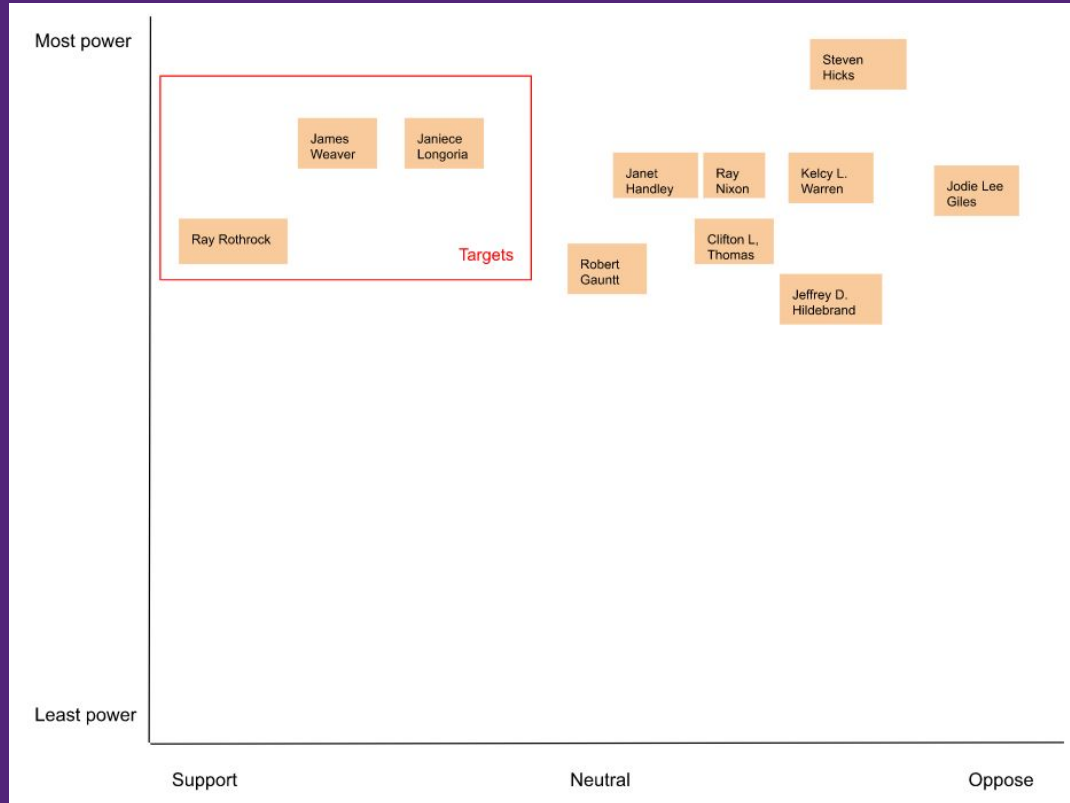 Most power
Steven
Hicks
James
Weaver
Janiece
Longoria
Janet
Handley
Ray
Nixon
Kelcy L.
Warren
Jodie Lee
Giles
Ray Rothrock
Targets
Robert
Gauntt
Clifton L,
Thomas
Jeffrey D.
Hildebrand
Least power
Support
Neutral
Oppose